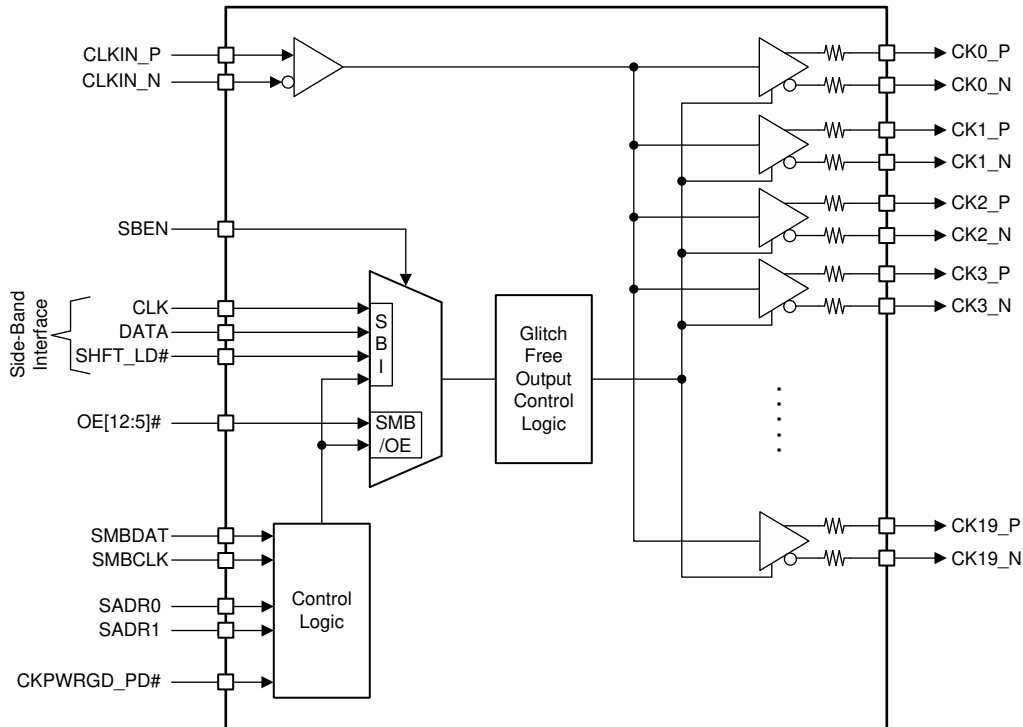 CLKIN_P
CLKIN_N
SBEN
Side-Band
Interface
CLK
DATA
SHFT_LD#
OE[12:5]#
SMBDAT
SMBCLK
SADR0
SADR1
CKPWRGD_PD#
S
B
I
SMB
/OE
Control
Logic
Glitch
Free
Output
Control
Logic
CK0_P
CK0_N
CK1_P
CK1_N
CK2_P
CK2_N
CK3_P
CK3_N
CK19_P
CK19_N